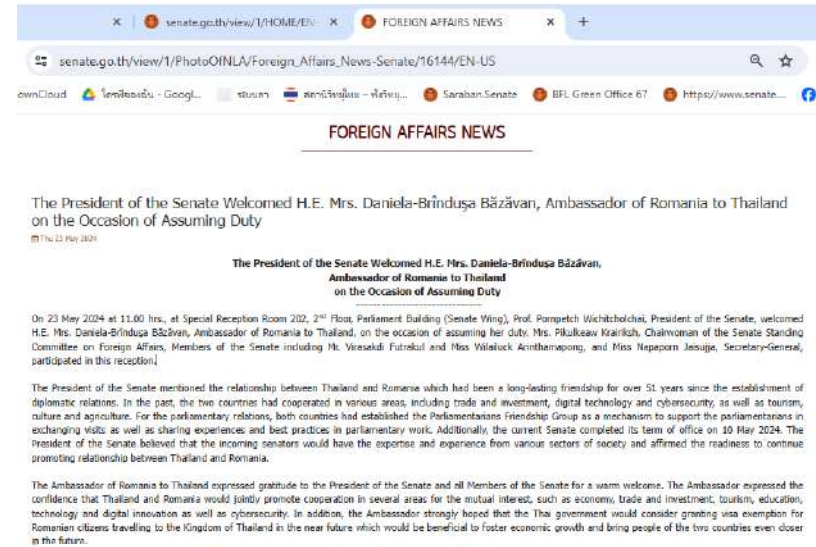 senate.go.th/view/1/HOME/EN
FOREIGN AFFAIRS NEWS
senate.go.th/view/1/PhotoOfNLA/Foreign_Affairs_News-Senate/16144/EN-US
ownCloud
Saraban.Senate
BFL Green Office 67
https://www.senate....
FOREIGN AFFAIRS NEWS
The President of the Senate Welcomed H.E. Mrs. Daniela-Brîndușa Băzăvan, Ambassador of Romania to Thailand
on the Occasion of Assuming Duty
Thu 23 May 2024
The President of the Senate Welcomed H.E. Mrs. Daniela-Brîndușa Băzăvan,
Ambassador of Romania to Thailand
on the Occasion of Assuming Duty
On 23 May 2024 at 11.00 hrs., at Special Reception Room 202, 2nd Floor, Parliament Building (Senate Wing), Prof. Pornpetch Wichitcholchai, President of the Senate, welcomed
H.E. Mrs. Daniela-Brîndușa Băzăvan, Ambassador of Romania to Thailand, on the occasion of assuming her duty. Mrs. Pikulkeaw Krairiksh, Chairwoman of the Senate Standing
Committee on Foreign Affairs, Members of the Senate including Mr. Virasakdi Futrakul and Miss Wilailuck Arinthamapong, and Miss Napaporn Jaisujja, Secretary-General,
participated in this reception.
The President of the Senate mentioned the relationship between Thailand and Romania which had been a long-lasting friendship for over 51 years since the establishment of
diplomatic relations. In the past, the two countries had cooperated in various areas, including trade and investment, digital technology and cybersecurity, as well as tourism,
culture and agriculture. For the parliamentary relations, both countries had established the Parliamentarians Friendship Group as a mechanism to support the parliamentarians in
exchanging visits as well as sharing experiences and best practices in parliamentary work. Additionally, the current Senate completed its term of office on 10 May 2024. The
President of the Senate believed that the incoming senators would have the expertise and experience from various sectors of society and affirmed the readiness to continue
promoting relationship between Thailand and Romania.
The Ambassador of Romania to Thailand expressed gratitude to the President of the Senate and all Members of the Senate for a warm welcome. The Ambassador expressed the
confidence that Thailand and Romania would jointly promote cooperation in several areas for the mutual interest, such as economy, trade and investment, tourism, education,
technology and digital innovation as well as cybersecurity. In addition, the Ambassador strongly hoped that the Thai government would consider granting visa exemption for
Romanian citizens travelling to the Kingdom of Thailand in the near future which would be beneficial to foster economic growth and bring people of the two countries even closer
in the future.